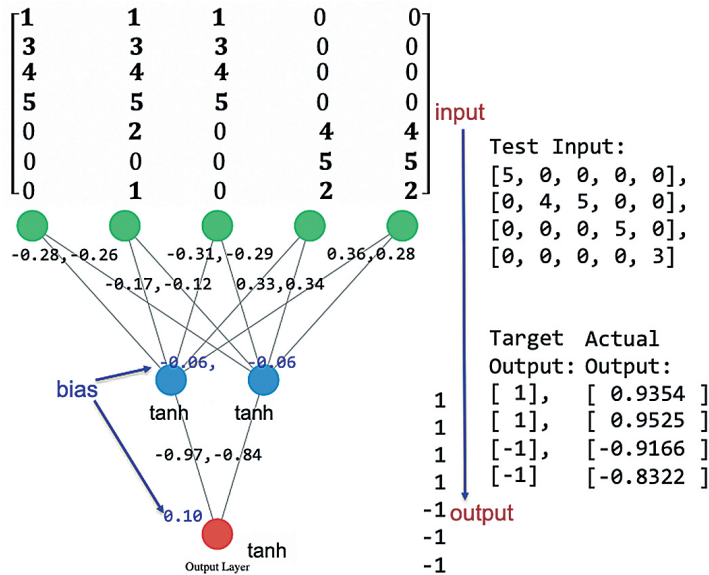 1 1 1 0 0
3 3 3 0 0
4 4 4 0 0
5 5 5 0 0
0 2 0 4 4
0 0 0 5 5
0 1 0 2 2
input
Test Input:
[5, 0, 0, 0, 0],
[0, 4, 5, 0, 0],
[0, 0, 0, 5, 0],
[0, 0, 0, 0, 3]
-0.28,-0.26 -0.31,-0.29 0.36,0.28
-0.17,-0.12 0.33,0.34
-0.06, -0.06
bias
tanh tanh
-0.97,-0.84
0.10
tanh
Output Layer
Target Actual
Output: Output:
[ 1], [ 0.9354 ]
[ 1], [ 0.9525 ]
[-1], [-0.9166 ]
[-1] [-0.8322 ]
1
1
1
1
-1 output
-1
-1